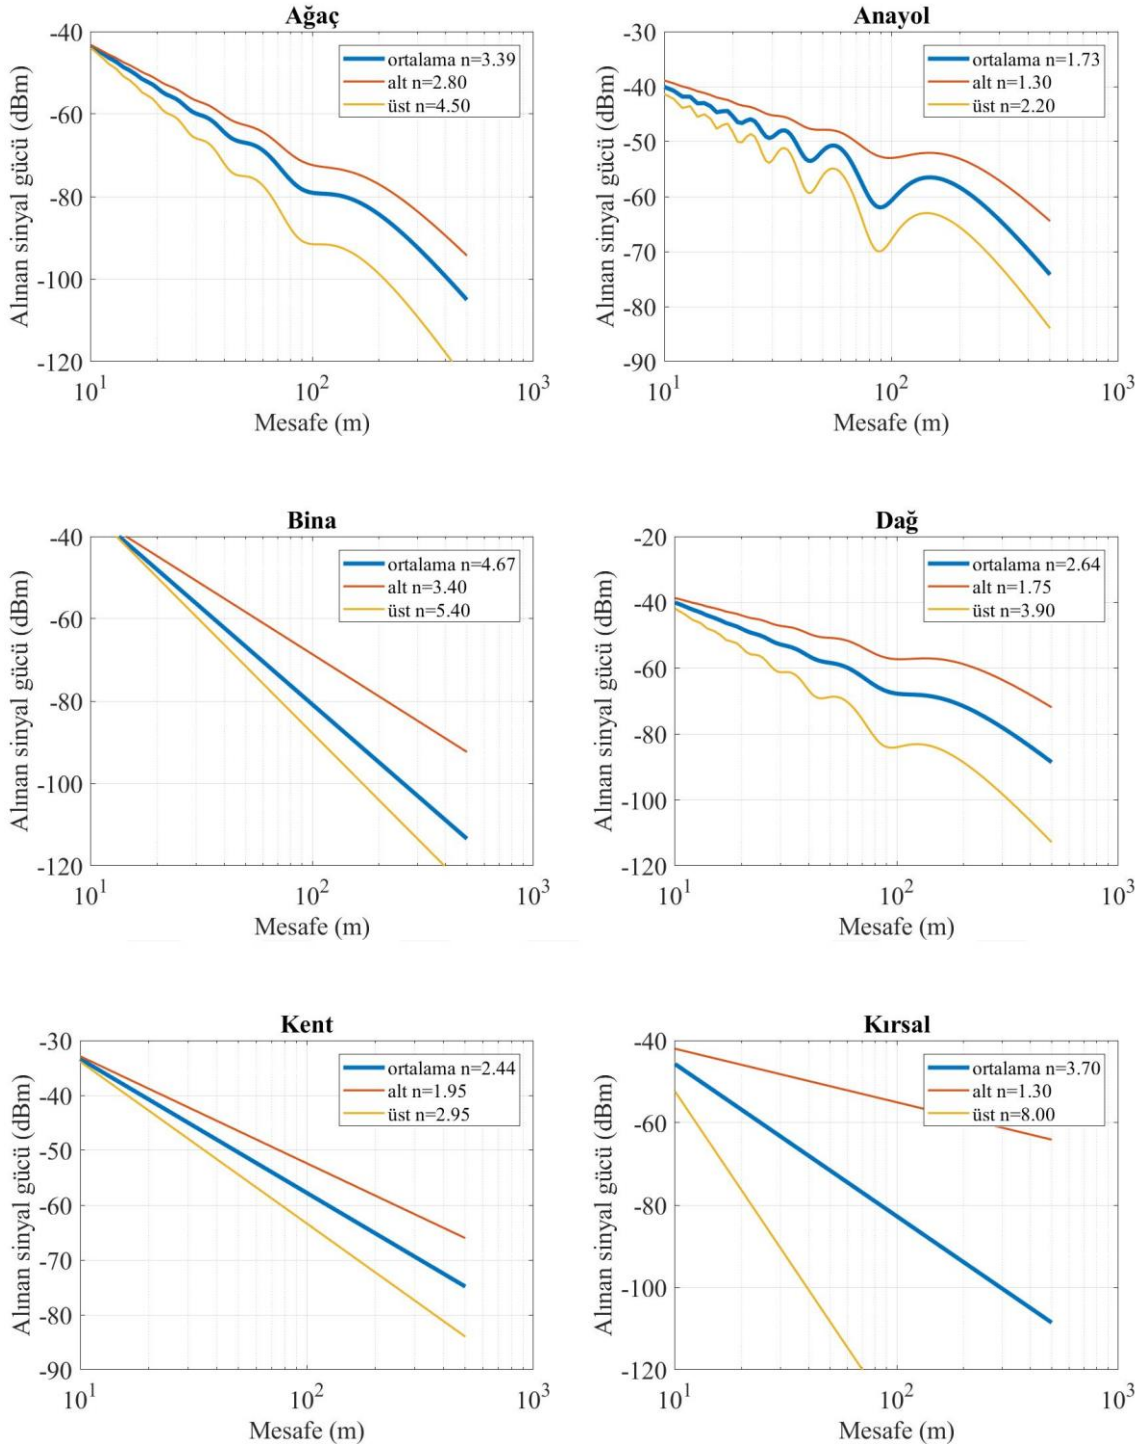 Ağaç
-40
-60
-80
-100
-120
Alınan sinyal gücü (dBm)
ortalama n=3.39
alt n=2.80
üst n=4.50
10^1
10^2
10^3
Mesafe (m)
Anayol
-30
-40
-50
-60
-70
-80
-90
Alınan sinyal gücü (dBm)
ortalama n=1.73
alt n=1.30
üst n=2.20
10^1
10^2
10^3
Mesafe (m)
Bina
-40
-60
-80
-100
-120
Alınan sinyal gücü (dBm)
ortalama n=4.67
alt n=3.40
üst n=5.40
10^1
10^2
10^3
Mesafe (m)
Dağ
-20
-40
-60
-80
-100
-120
Alınan sinyal gücü (dBm)
ortalama n=2.64
alt n=1.75
üst n=3.90
10^1
10^2
10^3
Mesafe (m)
Kent
-30
-40
-50
-60
-70
-80
-90
Alınan sinyal gücü (dBm)
ortalama n=2.44
alt n=1.95
üst n=2.95
10^1
10^2
10^3
Mesafe (m)
Kırsal
-40
-60
-80
-100
-120
Alınan sinyal gücü (dBm)
ortalama n=3.70
alt n=1.30
üst n=8.00
10^1
10^2
10^3
Mesafe (m)